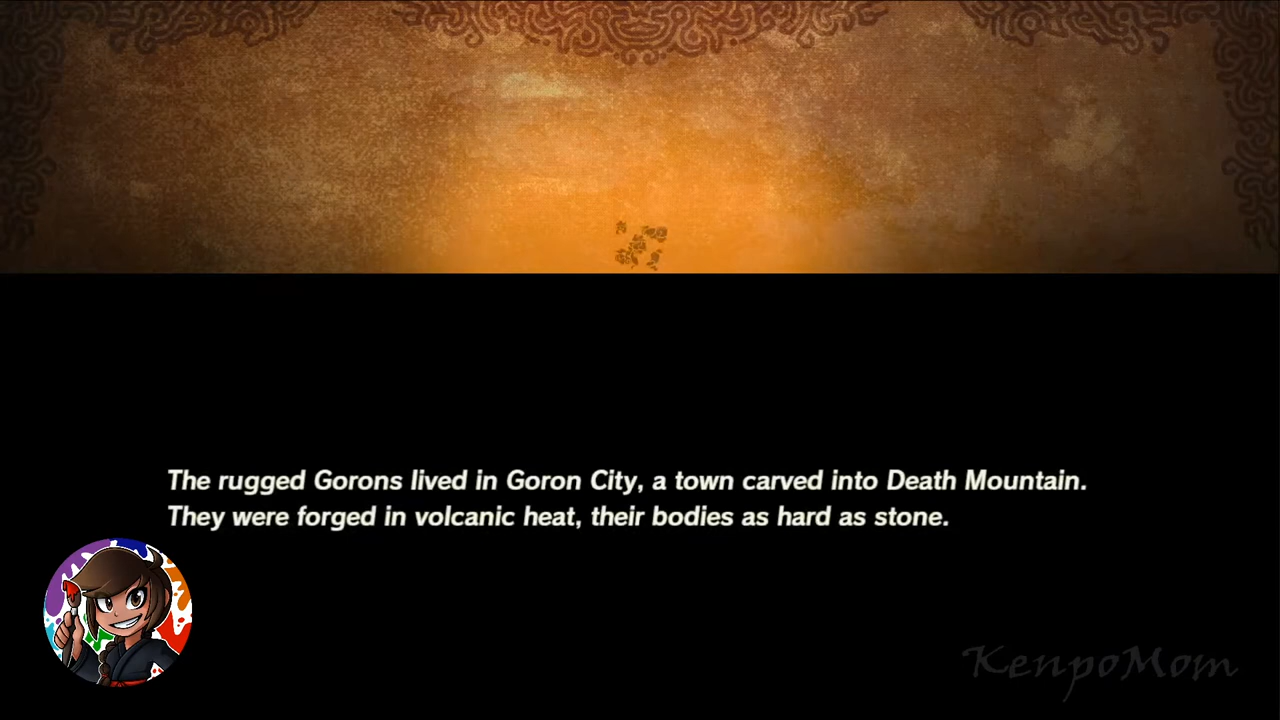 The rugged Gorons lived in Goron City, a town carved into Death Mountain.
They were forged in volcanic heat, their bodies as hard as stone.
KenpoMom